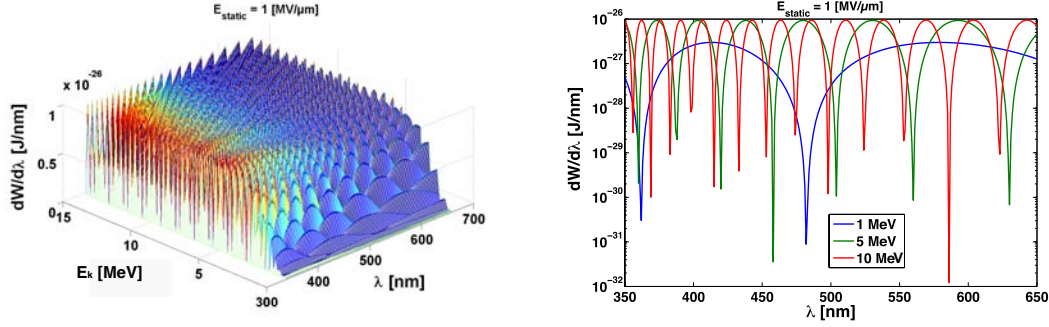 E_static = 1 [MV/µm]
x 10^-26
1
0.5
0
dW/dλ [J/nm]
15
10
5
300
E_k [MeV]
400
500
600
700
λ [nm]
E_static = 1 [MV/µm]
10^-26
10^-27
10^-28
10^-29
10^-30
10^-31
10^-32
dW/dλ [J/nm]
1 MeV
5 MeV
10 MeV
350
400
450
500
550
600
650
λ [nm]